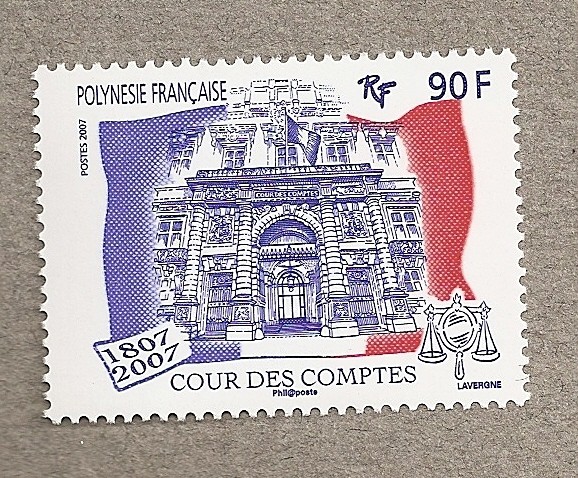 POLYNESIE FRANÇAISE
RF
90F
POSTES 2007
COUR DES COMPTES
1807
2007
COUR DES COMPTES
Phil@poste
LAVERGNE